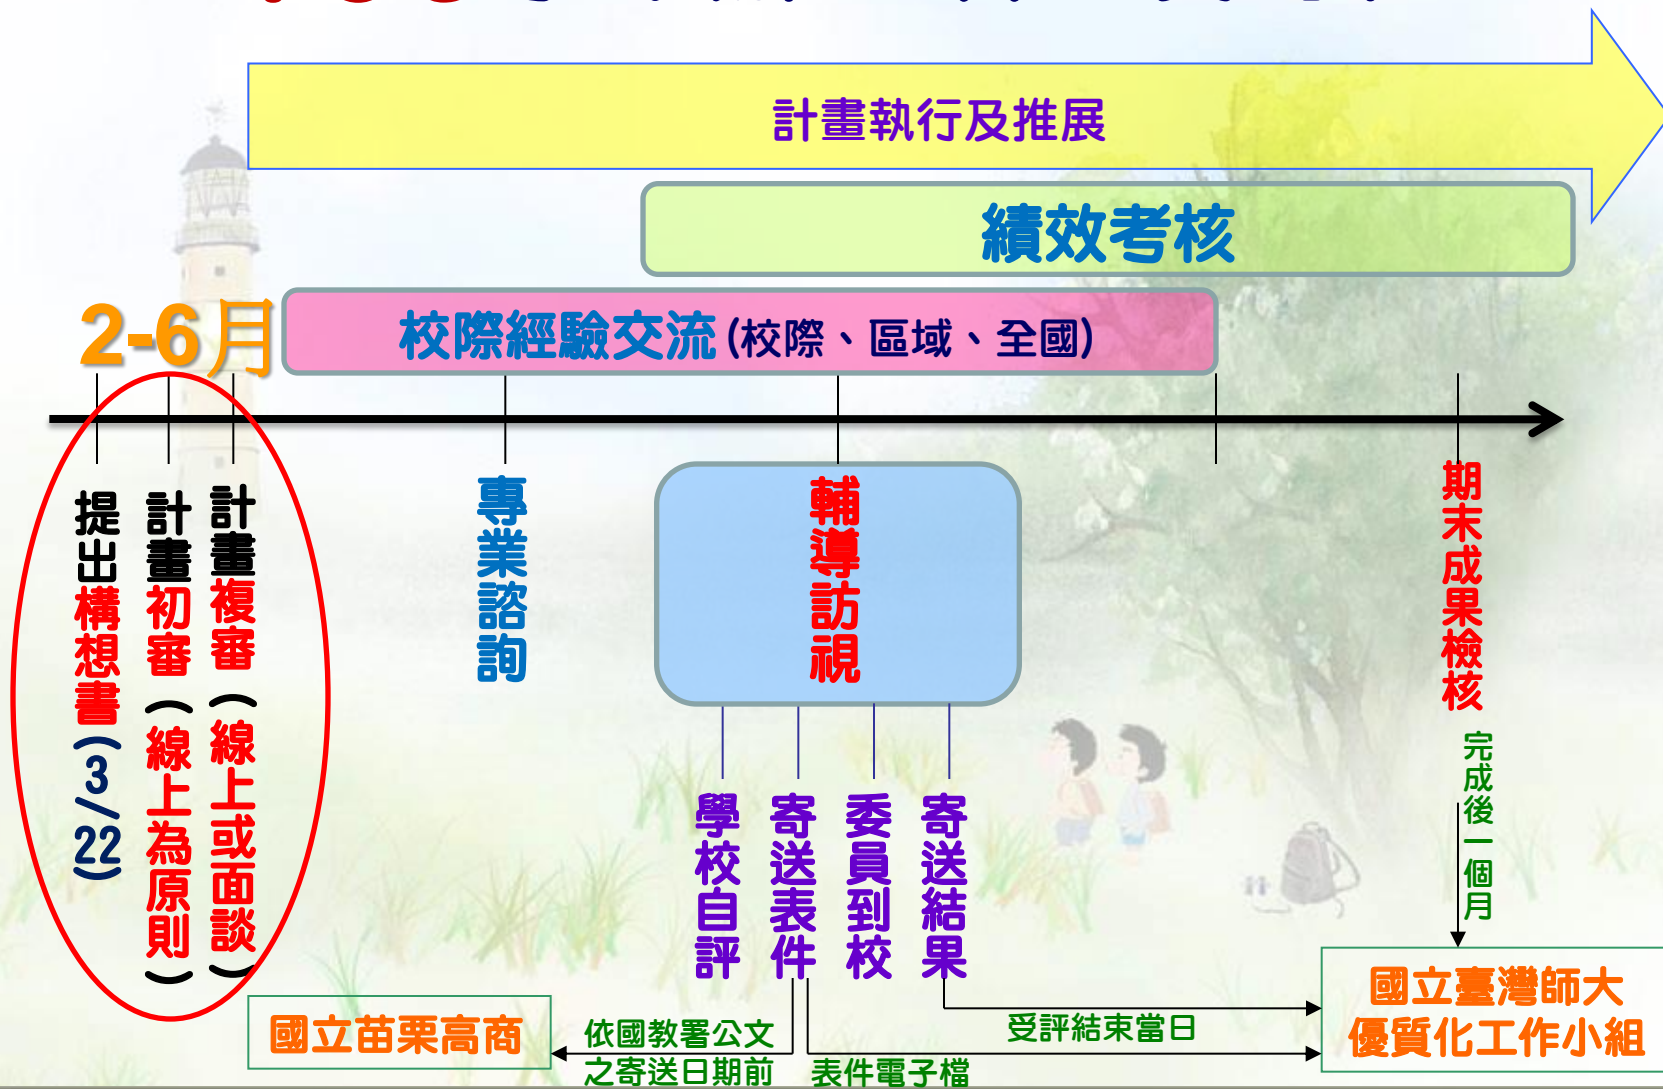 計畫執行及推展
績效考核
2-6月
校際經驗交流(校際、區域、全國)
提出構想書(3/22)
計畫初審(線上為原則)
計畫複審(線上或面談)
專業諮詢
輔導訪視
期末成果檢核
完成後一個月
學校自評
寄送表件
委員到校
寄送結果
國立苗栗高商
依國教署公文
之寄送日期前
表件電子檔
受評結束當日
國立臺灣師大
優質化工作小組